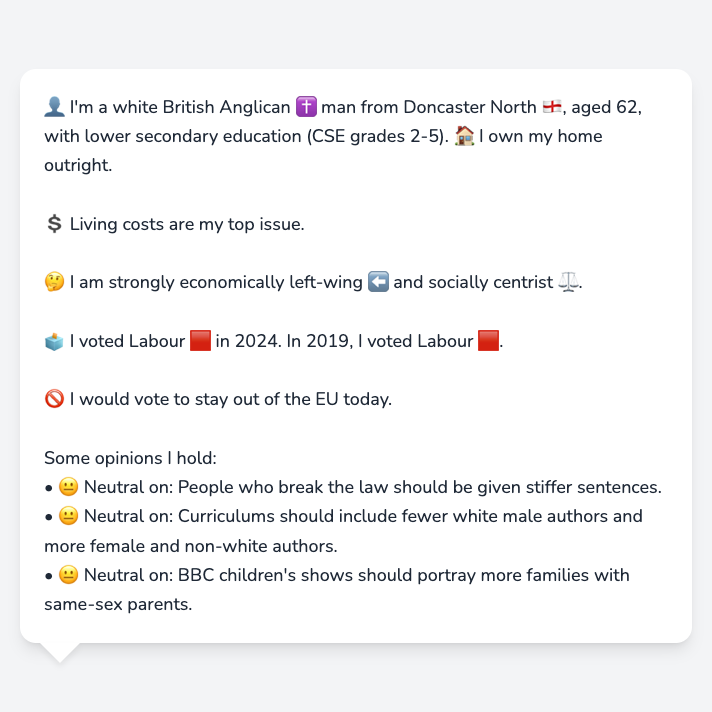 👤 I'm a white British Anglican ✝️ man from Doncaster North 🏴󠁧󠁢󠁥󠁮󠁧󠁿, aged 62,
with lower secondary education (CSE grades 2-5). 🏠 I own my home
outright.
💲 Living costs are my top issue.
🤔 I am strongly economically left-wing ⬅️ and socially centrist ⚖️.
🗳️ I voted Labour 🟥 in 2024. In 2019, I voted Labour 🟥.
🚫 I would vote to stay out of the EU today.
Some opinions I hold:
• 😐 Neutral on: People who break the law should be given stiffer sentences.
• 😐 Neutral on: Curriculums should include fewer white male authors and
more female and non-white authors.
• 😐 Neutral on: BBC children's shows should portray more families with
same-sex parents.